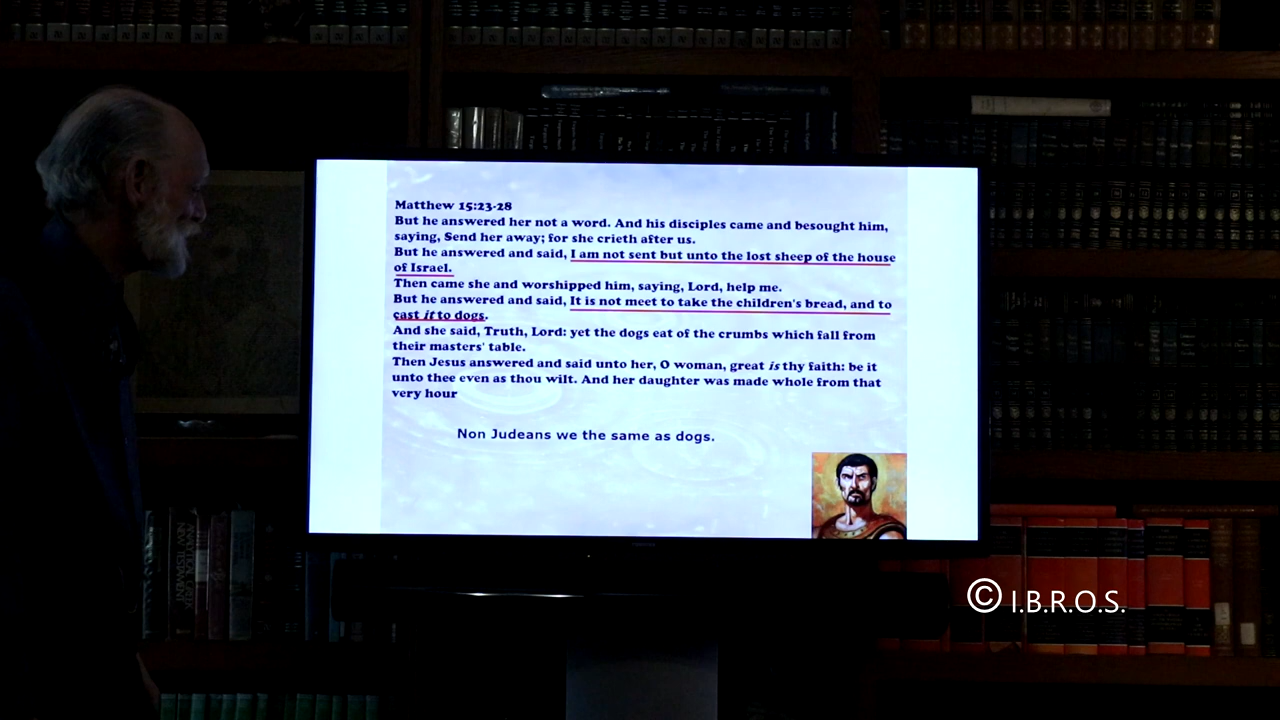 Matthew 15:23-28
But he answered her not a word. And his disciples came and besought him,
saying, Send her away; for she crieth after us.
But he answered and said, I am not sent but unto the lost sheep of the house
of Israel.
Then came she and worshipped him, saying, Lord, help me.
But he answered and said, It is not meet to take the children's bread, and to
cast it to dogs.
And she said, Truth, Lord: yet the dogs eat of the crumbs which fall from
their masters' table.
Then Jesus answered and said unto her, O woman, great is thy faith: be it
unto thee even as thou wilt. And her daughter was made whole from that
very hour
Non Judeans we the same as dogs.
ANALYTICAL GREEK
NEW TESTAMENT
© I.B.R.O.S.